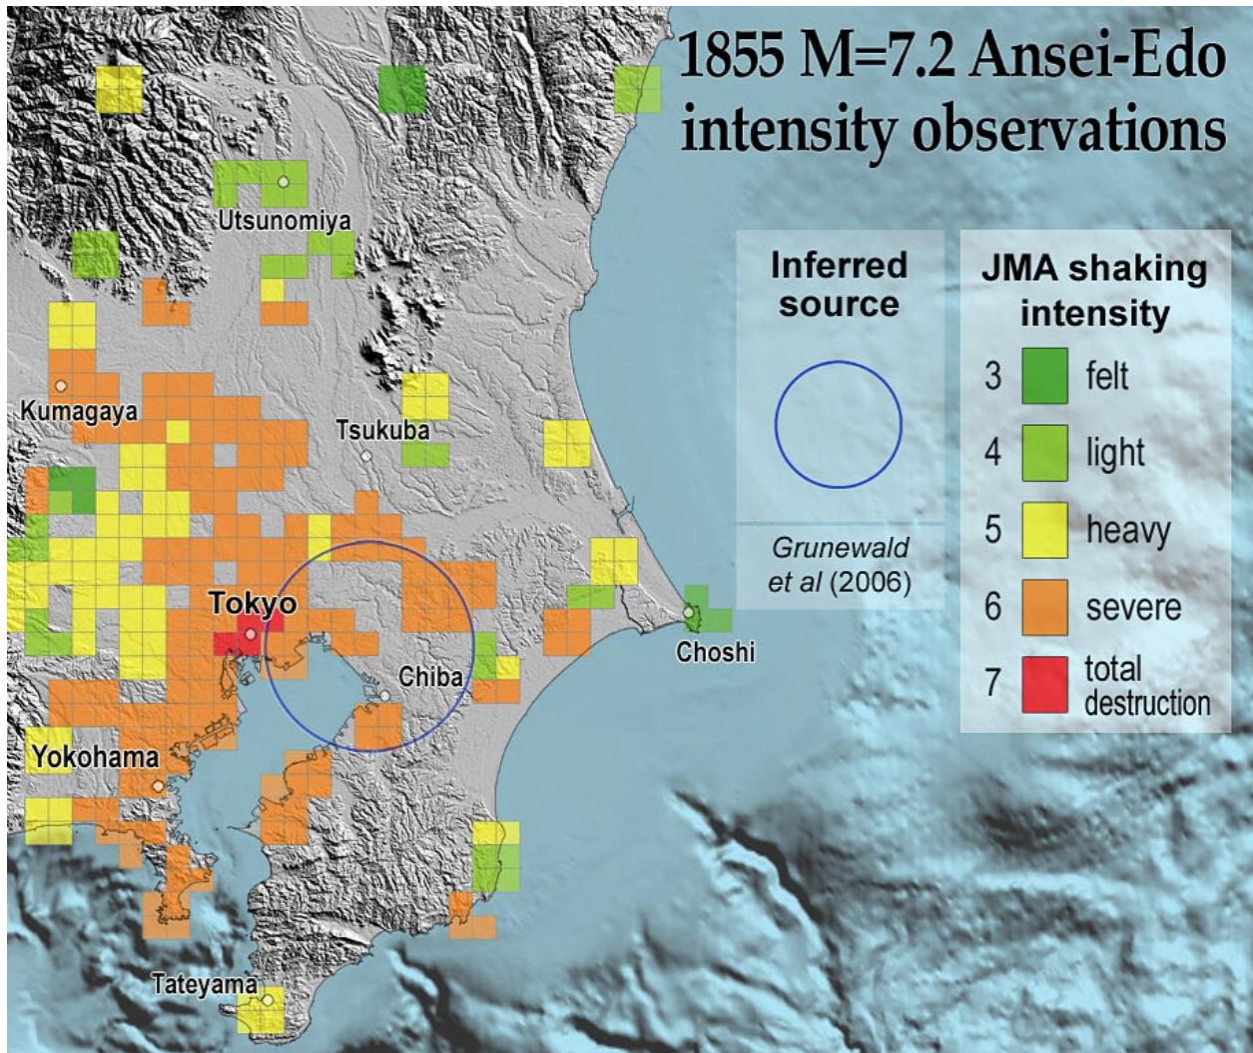 1855 M=7.2 Ansei-Edo
intensity observations
Utsunomiya
Kumagaya
Tsukuba
Tokyo
Chiba
Choshi
Yokohama
Tateyama
Inferred
source
Grunewald
et al (2006)
JMA shaking
intensity
3 felt
4 light
5 heavy
6 severe
7 total
destruction